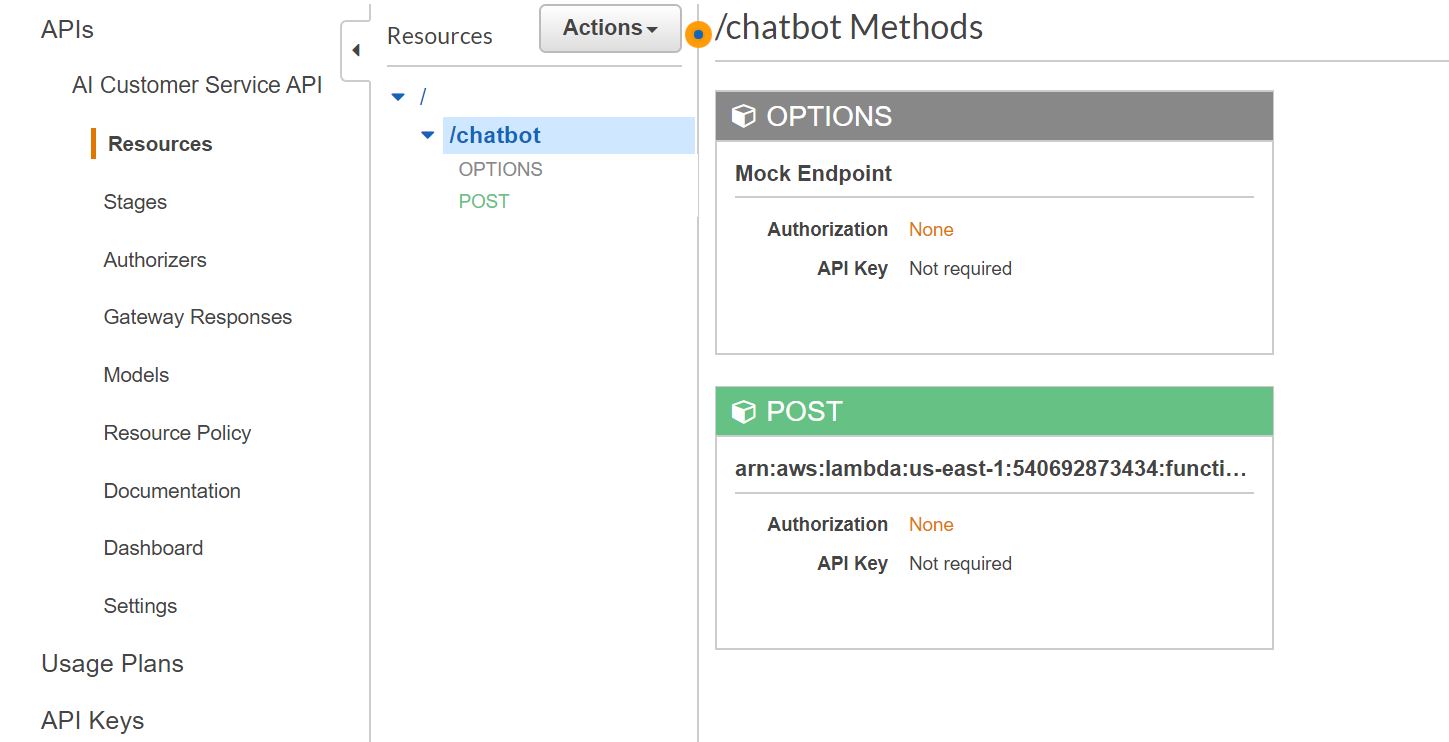 APIs
AI Customer Service API
Resources
Stages
Authorizers
Gateway Responses
Models
Resource Policy
Documentation
Dashboard
Settings
Usage Plans
API Keys
Resources
Actions
/
/chatbot
OPTIONS
POST
/chatbot Methods
OPTIONS
Mock Endpoint
Authorization None
API Key Not required
POST
arn:aws:lambda:us-east-1:540692873434:functi...
Authorization None
API Key Not required